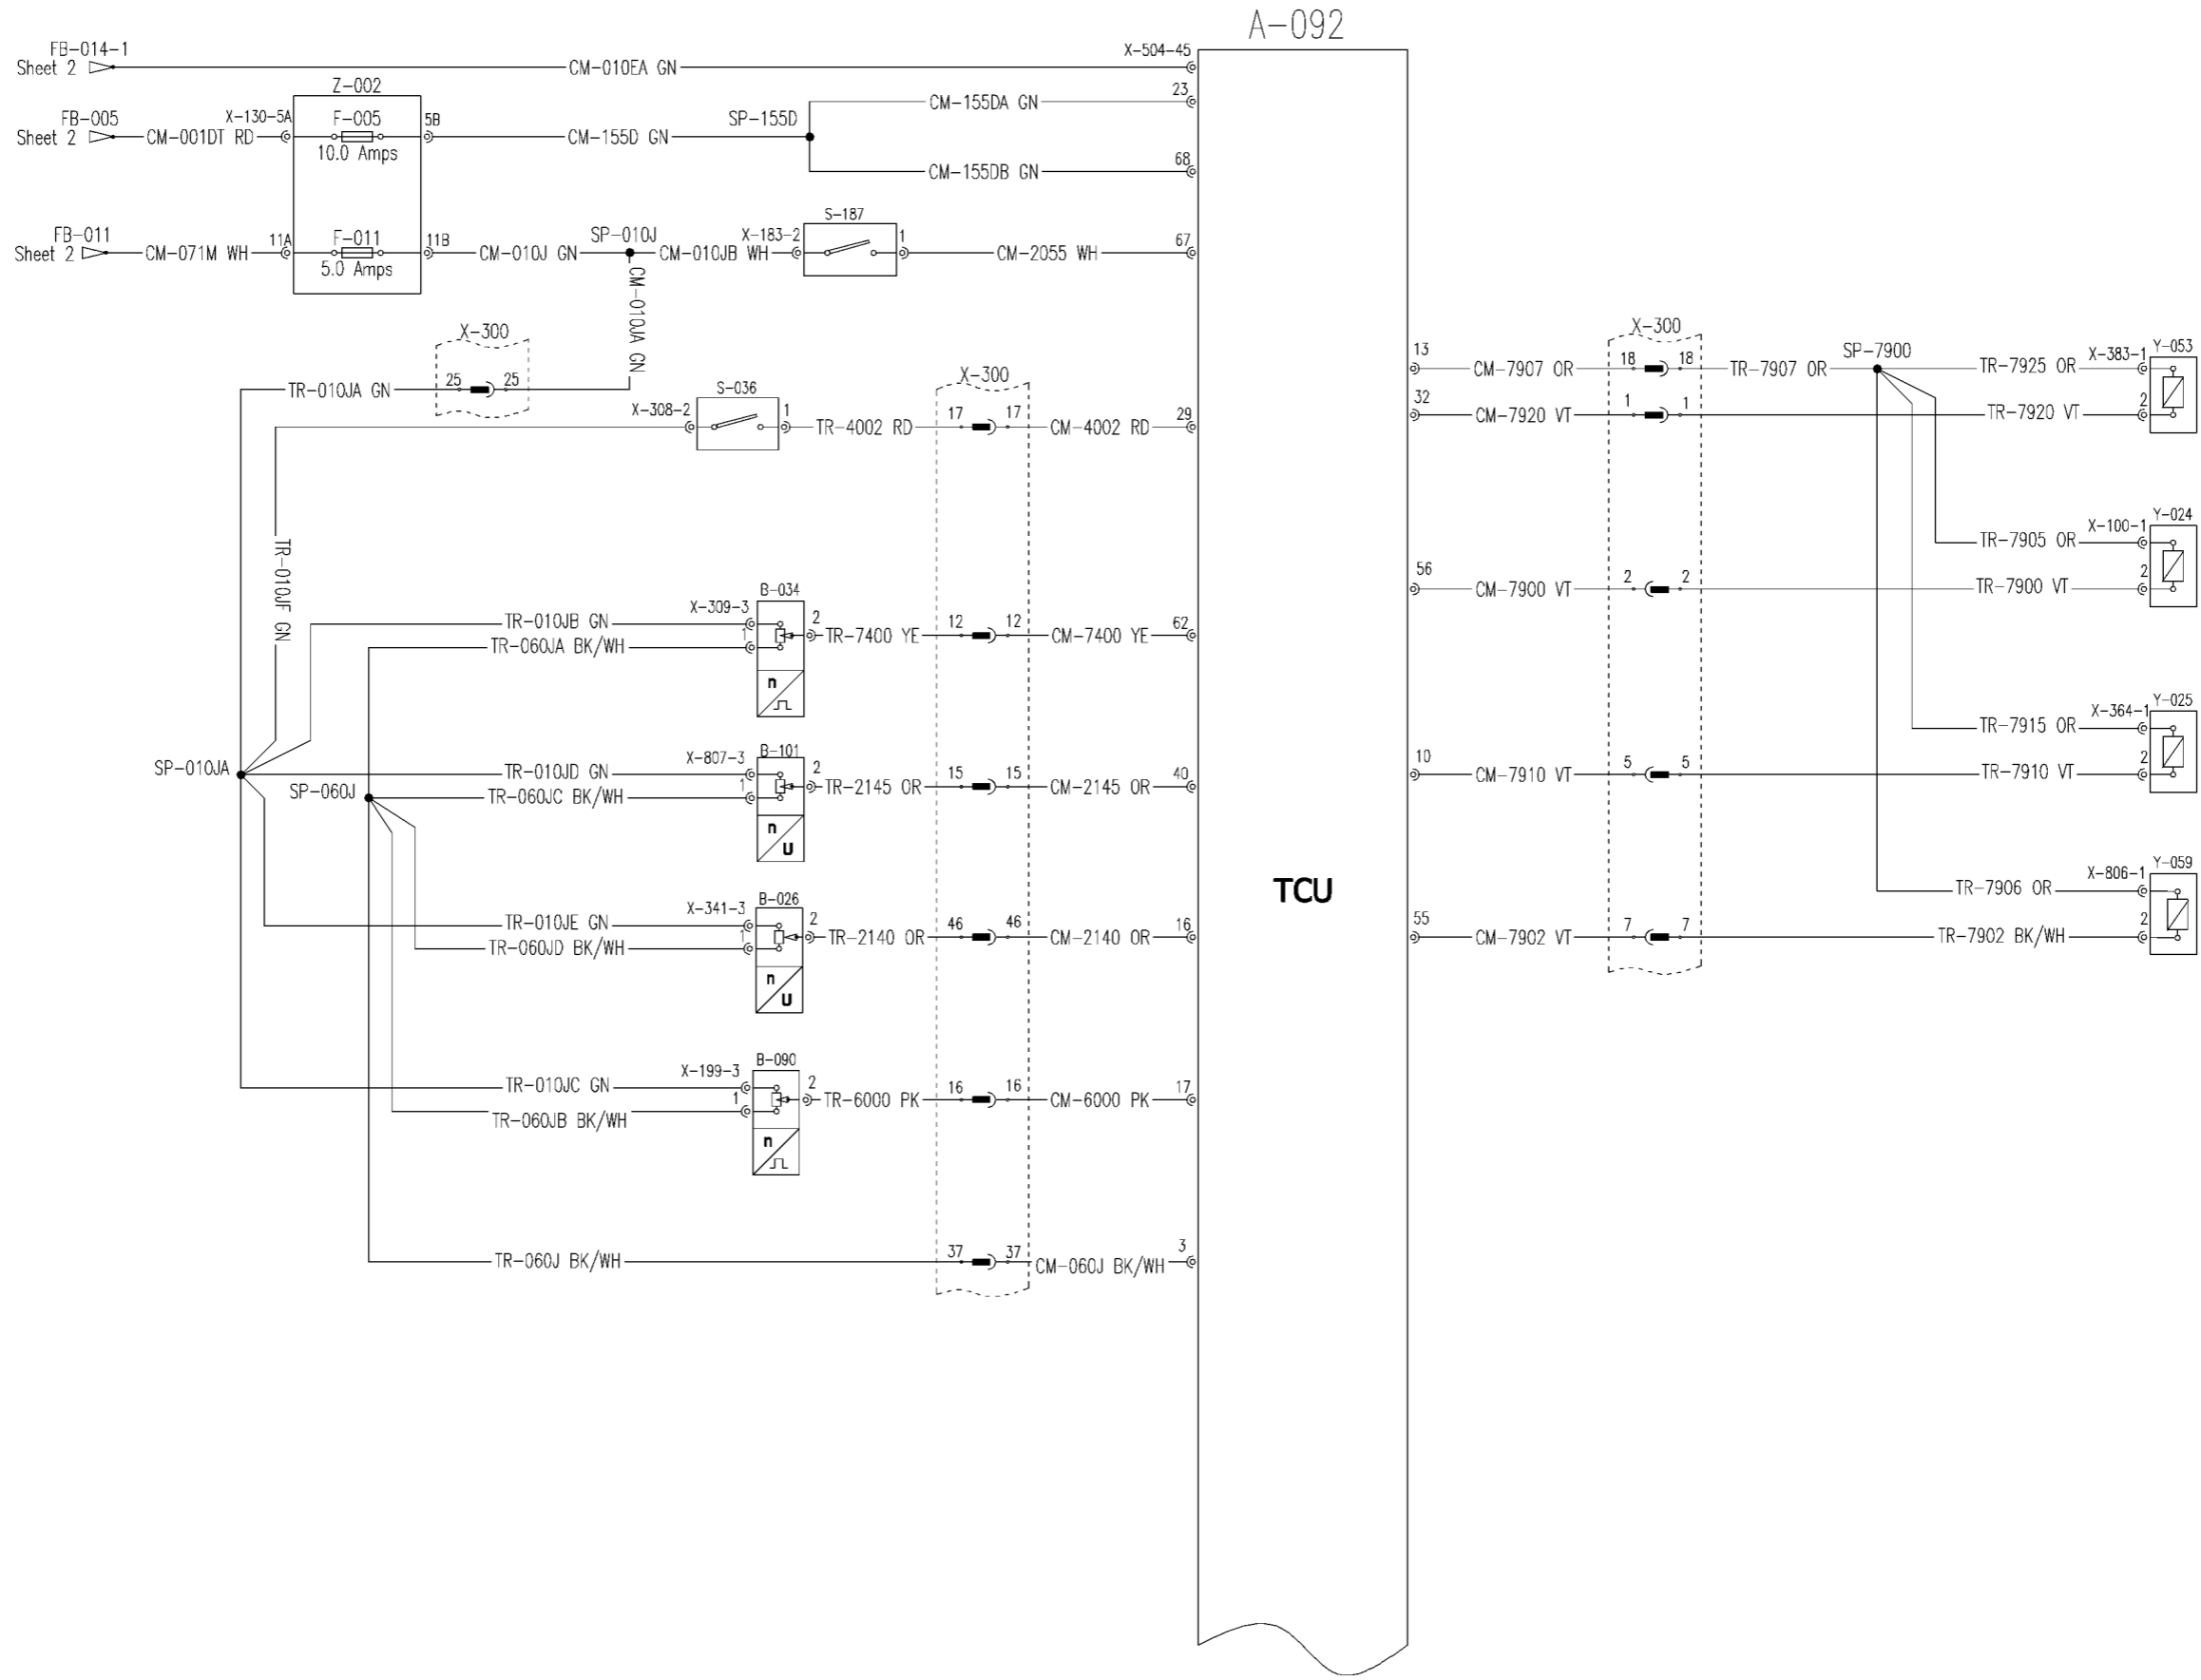 A-092
FB-014-1
Sheet 2
CM-010EA GN
X-504-45
Z-002
FB-005
Sheet 2
CM-001DT RD
X-130-5A
F-005
10.0 Amps
5B
CM-155D GN
SP-155D
CM-155DA GN
23
CM-155DB GN
68
FB-011
Sheet 2
CM-071M WH
11A
F-011
5.0 Amps
11B
CM-010J GN
SP-010J
CM-010JB WH
X-183-2
S-187
1
CM-2055 WH
67
CM-010JA GN
X-300
TR-010JA GN
25
25
S-036
X-308-2
1
TR-4002 RD
X-300
17
17
CM-4002 RD
29
TR-010JF GN
B-034
X-309-3
TR-010JB GN
1
TR-060JA BK/WH
2
TR-7400 YE
12
12
CM-7400 YE
62
n
B-101
X-807-3
SP-010JA
TR-010JD GN
SP-060J
1
TR-060JC BK/WH
2
TR-2145 OR
15
15
CM-2145 OR
40
n
U
B-026
X-341-3
TR-010JE GN
1
TR-060JD BK/WH
2
TR-2140 OR
46
46
CM-2140 OR
16
n
U
B-090
X-199-3
TR-010JC GN
1
TR-060JB BK/WH
2
TR-6000 PK
16
16
CM-6000 PK
17
n
TR-060J BK/WH
37
37
CM-060J BK/WH
3
TCU
X-300
13
CM-7907 OR
18
18
TR-7907 OR
SP-7900
TR-7925 OR
X-383-1
Y-053
32
CM-7920 VT
1
1
TR-7920 VT
2
TR-7905 OR
X-100-1
Y-024
56
CM-7900 VT
2
2
TR-7900 VT
2
TR-7915 OR
X-364-1
Y-025
10
CM-7910 VT
5
5
TR-7910 VT
2
TR-7906 OR
X-806-1
Y-059
55
CM-7902 VT
7
7
TR-7902 BK/WH
2